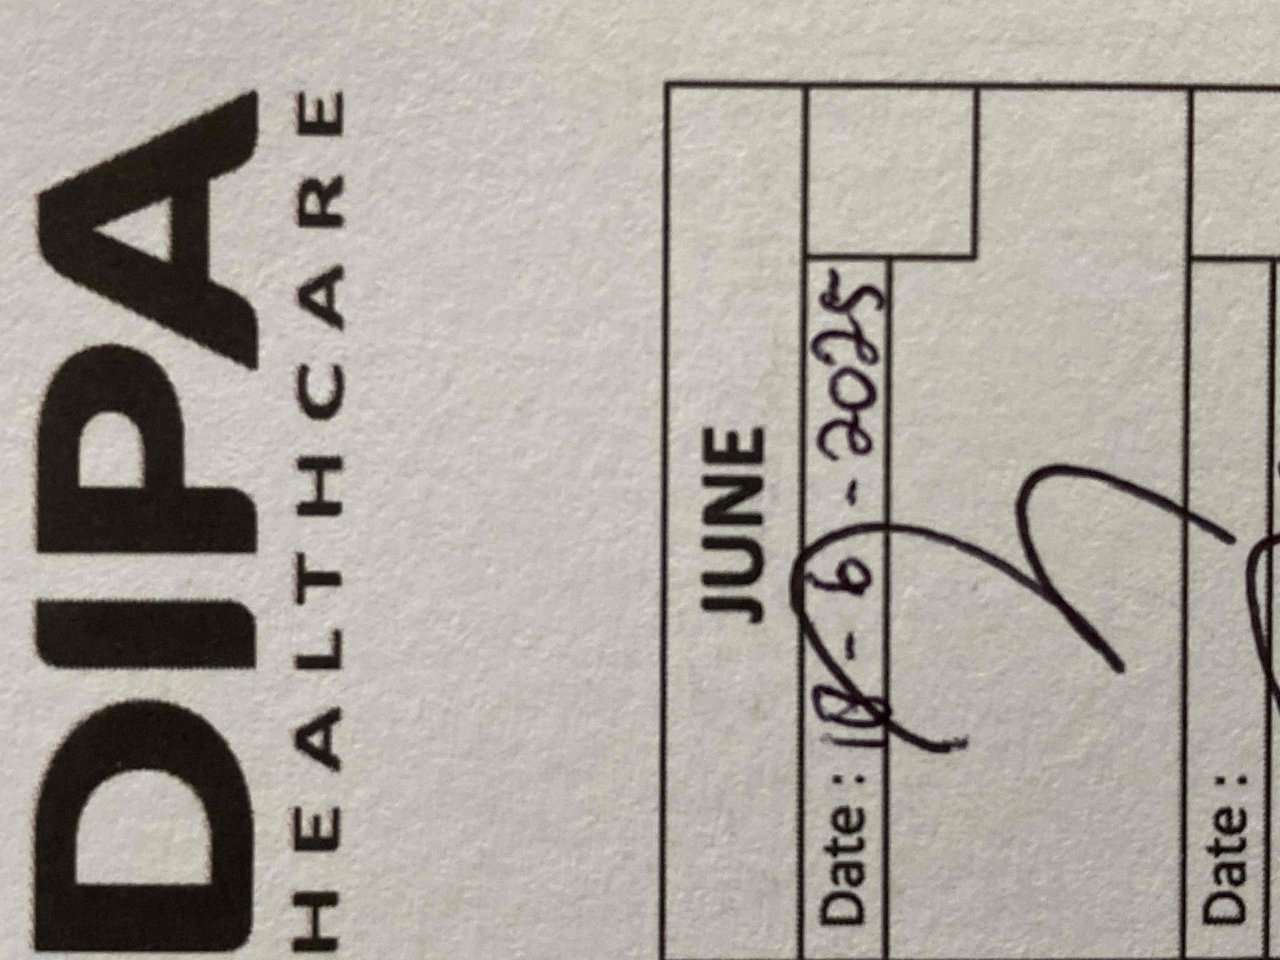 DIPA
HEALTHCARE
JUNE
Date : 18 - 6 - 2025
Date :